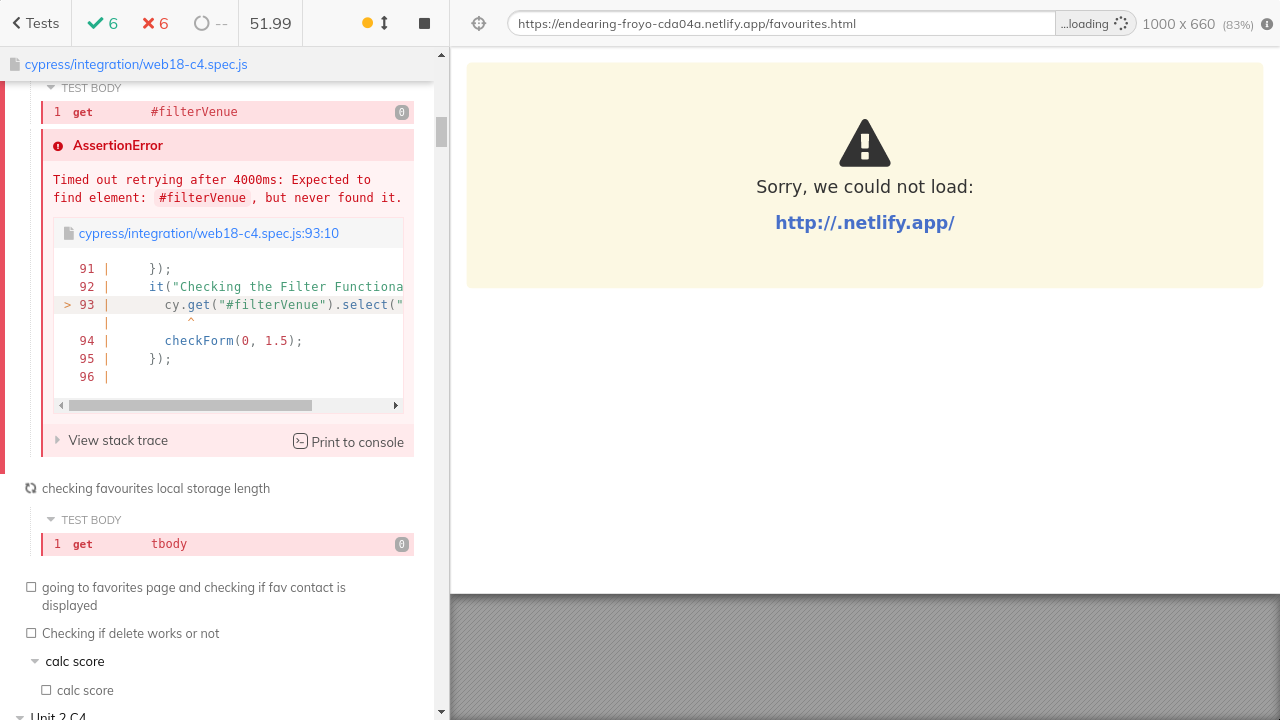 Tests
6
6
--
51.99
https://endearing-froyo-cda04a.netlify.app/favourites.html
...loading
1000 x 660 (83%)
cypress/integration/web18-c4.spec.js
TEST BODY
1 get #filterVenue 0
AssertionError
Timed out retrying after 4000ms: Expected to
find element: #filterVenue, but never found it.
cypress/integration/web18-c4.spec.js:93:10
91 | });
92 | it("Checking the Filter Functiona
> 93 | cy.get("#filterVenue").select("
| ^
94 | checkForm(0, 1.5);
95 | });
96 |
View stack trace
Print to console
checking favourites local storage length
TEST BODY
1 get tbody 0
going to favorites page and checking if fav contact is
displayed
Checking if delete works or not
calc score
calc score
Unit 2 C4
Sorry, we could not load:
http://.netlify.app/